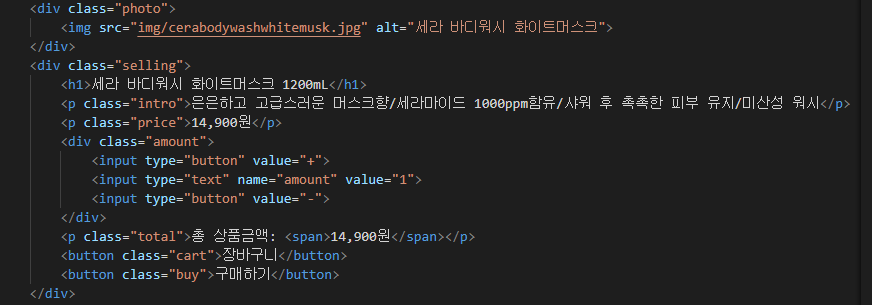 <div class="photo">
<img src="img/cerabodywashwhitemusk.jpg" alt="세라 바디워시 화이트머스크">
</div>
<div class="selling">
<h1>세라 바디워시 화이트머스크 1200mL</h1>
<p class="intro">은은하고 고급스러운 머스크향/세라마이드 1000ppm함유/샤워 후 촉촉한 피부 유지/미산성 워시</p>
<p class="price">14,900원</p>
<div class="amount">
<input type="button" value="+">
<input type="text" name="amount" value="1">
<input type="button" value="-">
</div>
<p class="total">총 상품금액: <span>14,900원</span></p>
<button class="cart">장바구니</button>
<button class="buy">구매하기</button>
</div>